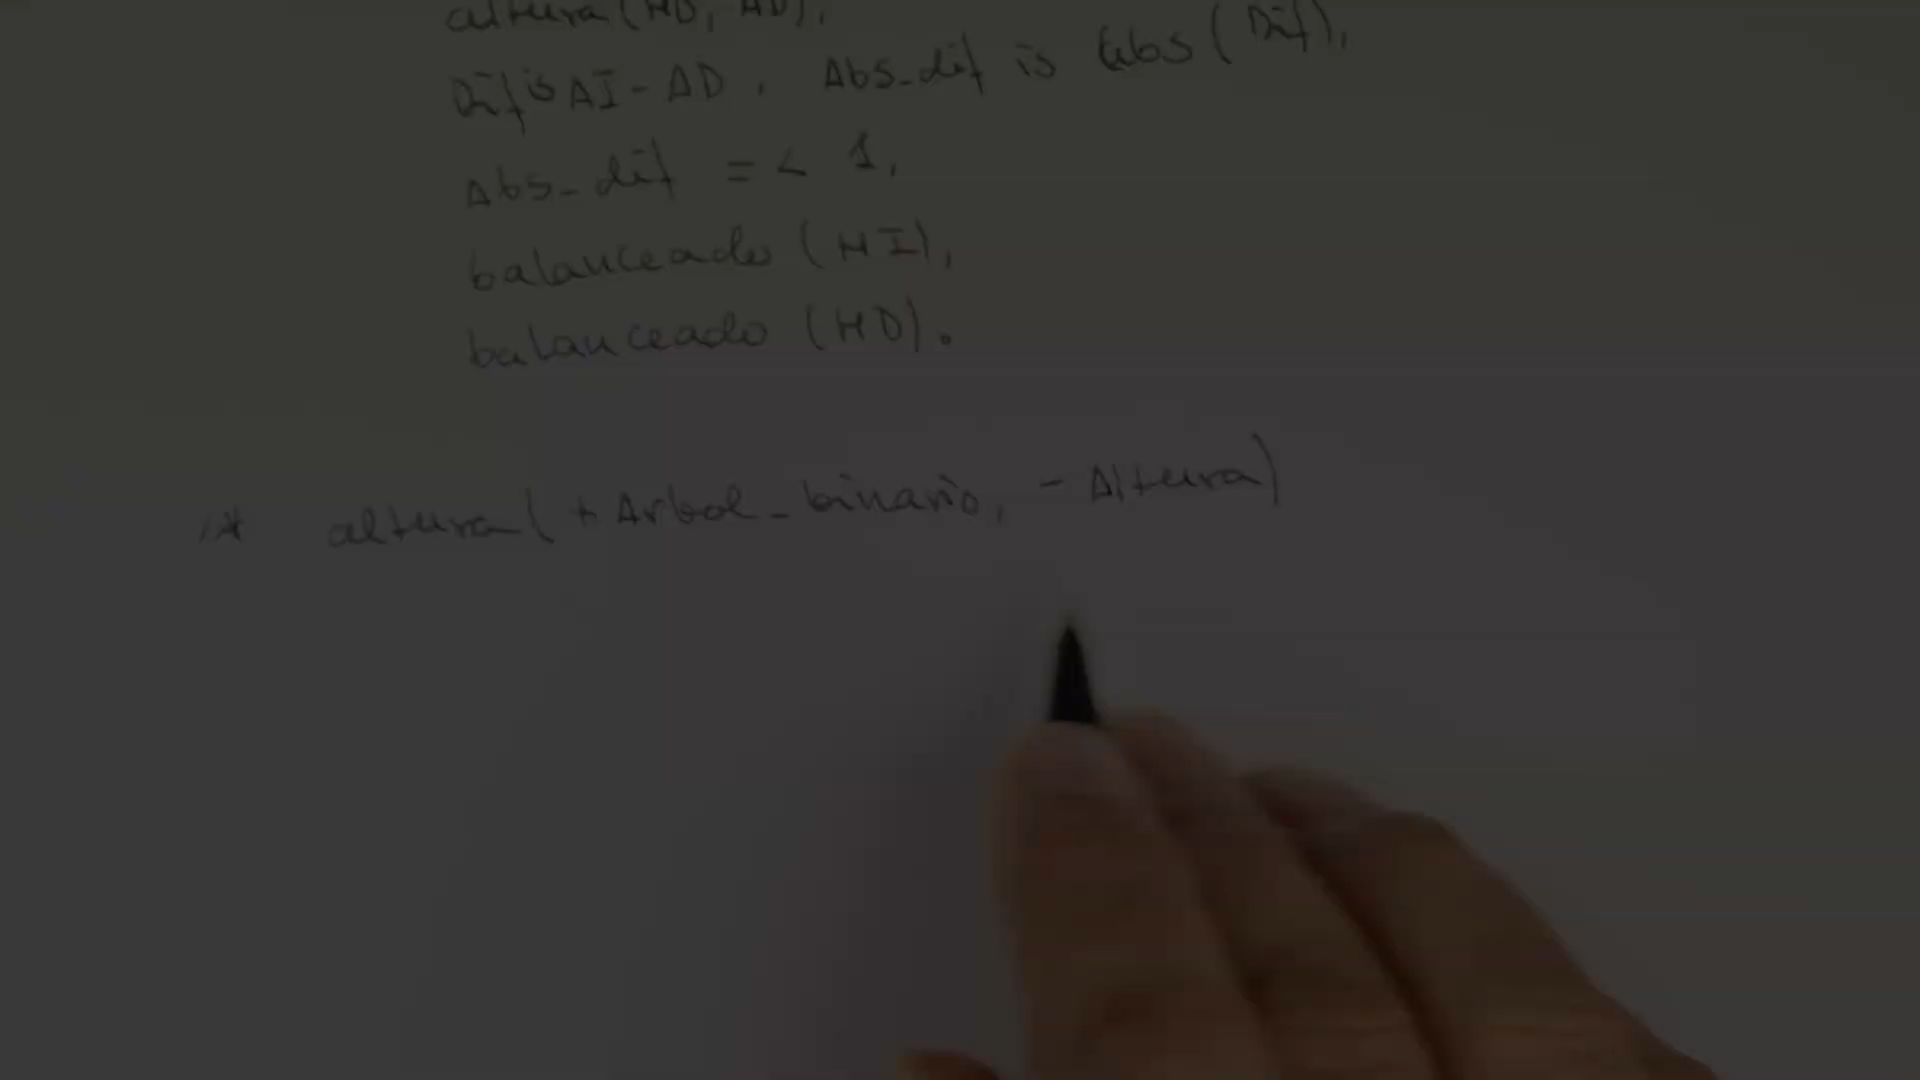 altura(HD, AD),
Dif is AI - AD, Abs_dif is abs(Dif),
Abs_dif =< 1,
balanceado (HI),
balanceado (HD).
/* altura(+Arbol_binario, -Altura)